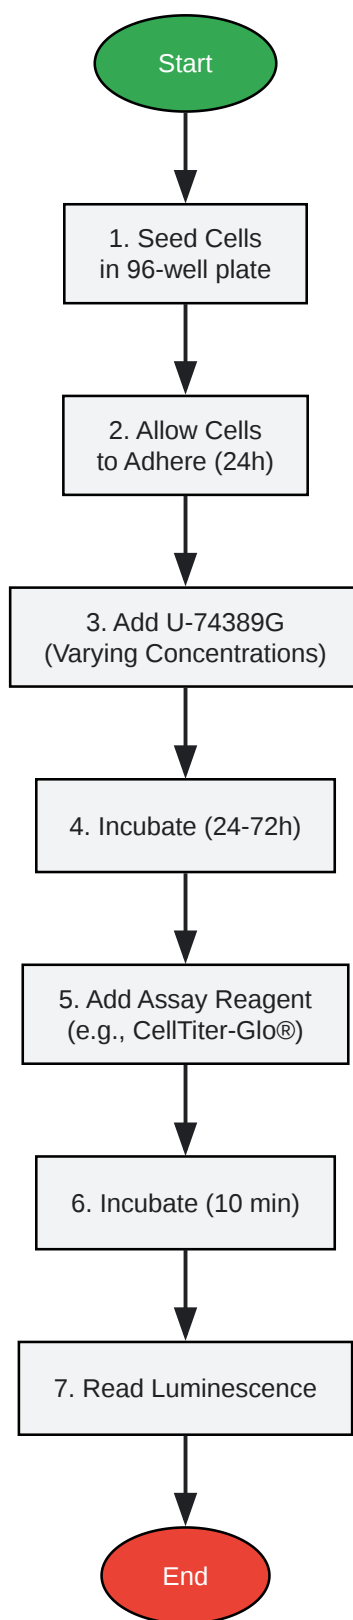 Start
1. Seed Cells
in 96-well plate
2. Allow Cells
to Adhere (24h)
3. Add U-74389G
(Varying Concentrations)
4. Incubate (24-72h)
5. Add Assay Reagent
(e.g., CellTiter-Glo®)
6. Incubate (10 min)
7. Read Luminescence
End